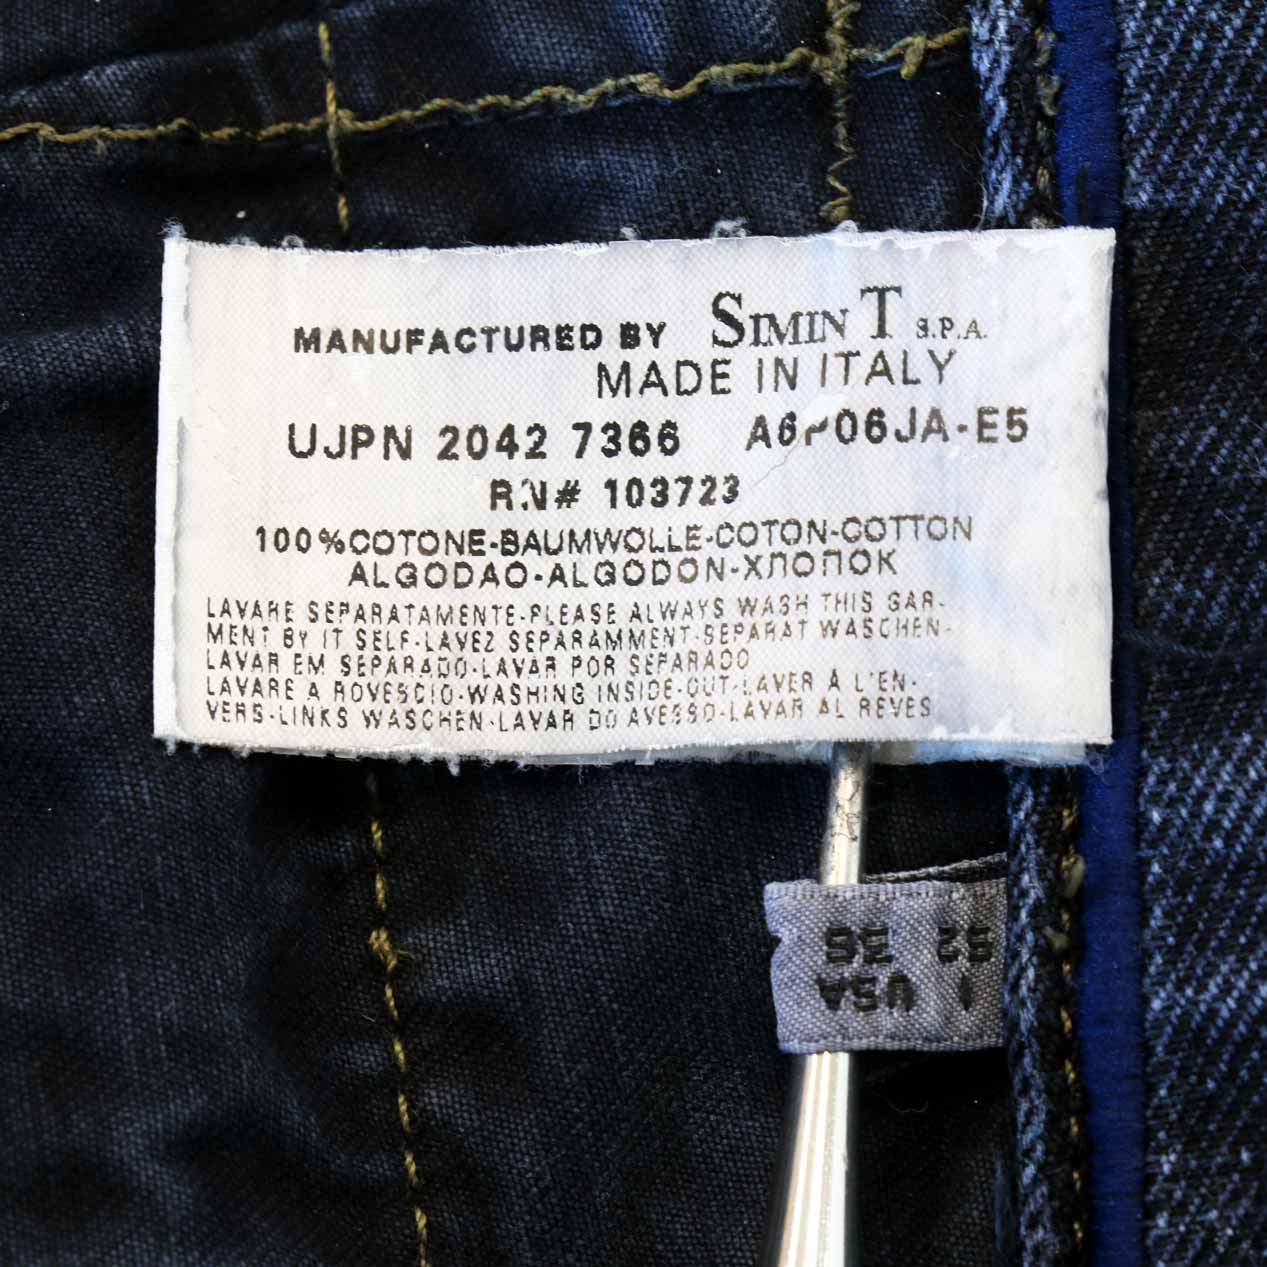 MANUFACTURED BY SIMIN T S.P.A.
MADE IN ITALY
UJPN 2042 7366 A6P06JA-E5
RN# 103723
100%COTONE-BAUMWOLLE-COTON-COTTON
ALGODAO-ALGODON-ХЛОПОК
LAVARE SEPARATAMENTE-PLEASE ALWAYS WASH THIS GAR-
MENT BY IT SELF-LAVEZ SEPARAMMENT-SEPARAT WASCHEN-
LAVAR EM SEPARADO-LAVAR POR SEPARADO
LAVARE A ROVESCIO-WASHING INSIDE-OUT-LAVER À L'EN-
VERS-LINKS WASCHEN-LAVAR DO AVESSO-LAVAR AL REVES
I USA
52 36